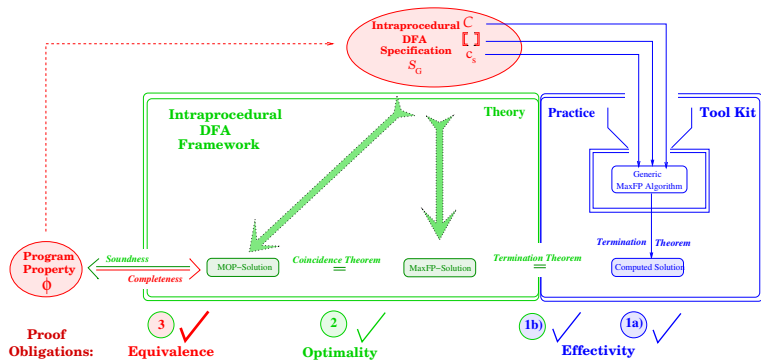 Intraprocedural
C
DFA
[[ ]]
Specification
c_s
S_G
Intraprocedural
DFA
Framework
Theory
Practice
Tool Kit
Generic
MaxFP Algorithm
Termination Theorem
Program
Property
ϕ
Soundness
Completeness
MOP−Solution
Coincidence Theorem
=
MaxFP−Solution
Termination Theorem
=
Computed Solution
Proof
Obligations:
3
Equivalence
2
Optimality
1b)
1a)
Effectivity